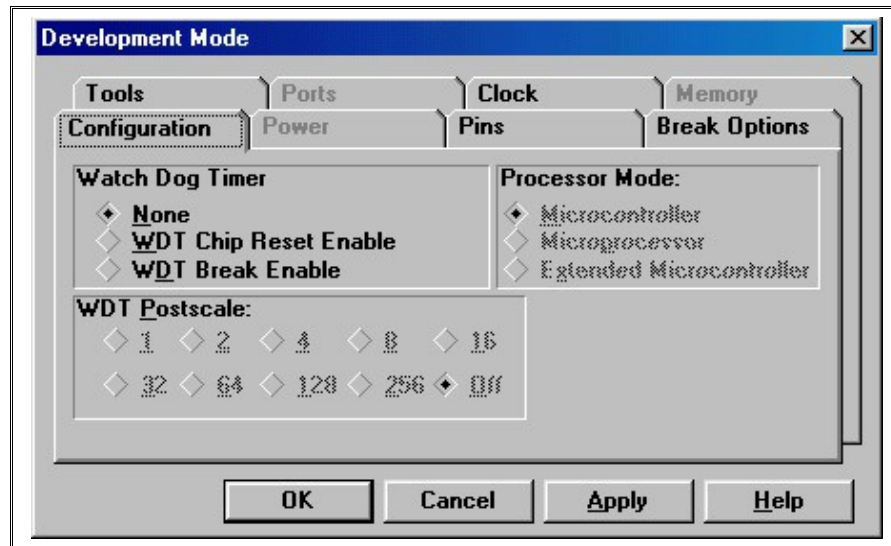 Development Mode
Tools Ports Clock Memory
Configuration Power Pins Break Options
Watch Dog Timer
None
WDT Chip Reset Enable
WDT Break Enable
Processor Mode:
Microcontroller
Microprocessor
Extended Microcontroller
WDT Postscale:
1 2 4 8 16
32 64 128 256 Off
OK Cancel Apply Help